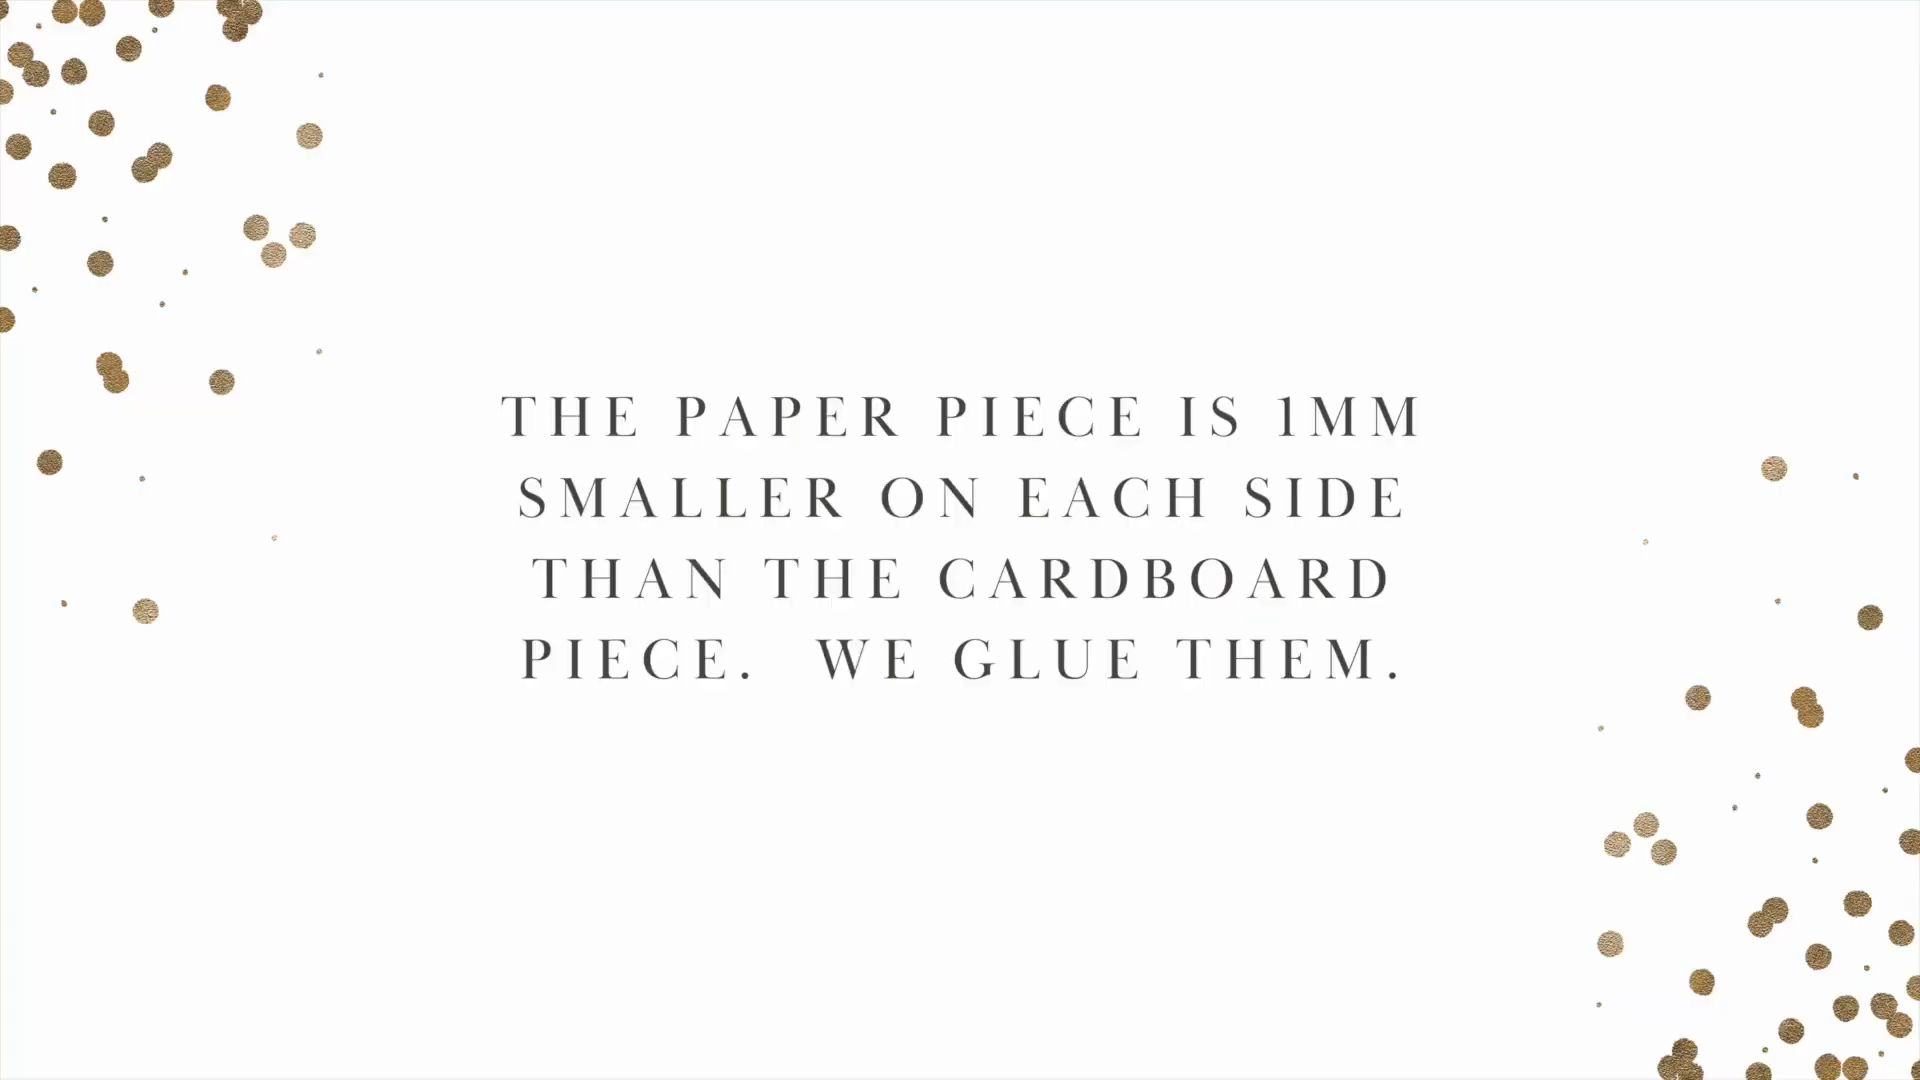 THE PAPER PIECE IS 1MM
SMALLER ON EACH SIDE
THAN THE CARDBOARD
PIECE. WE GLUE THEM.